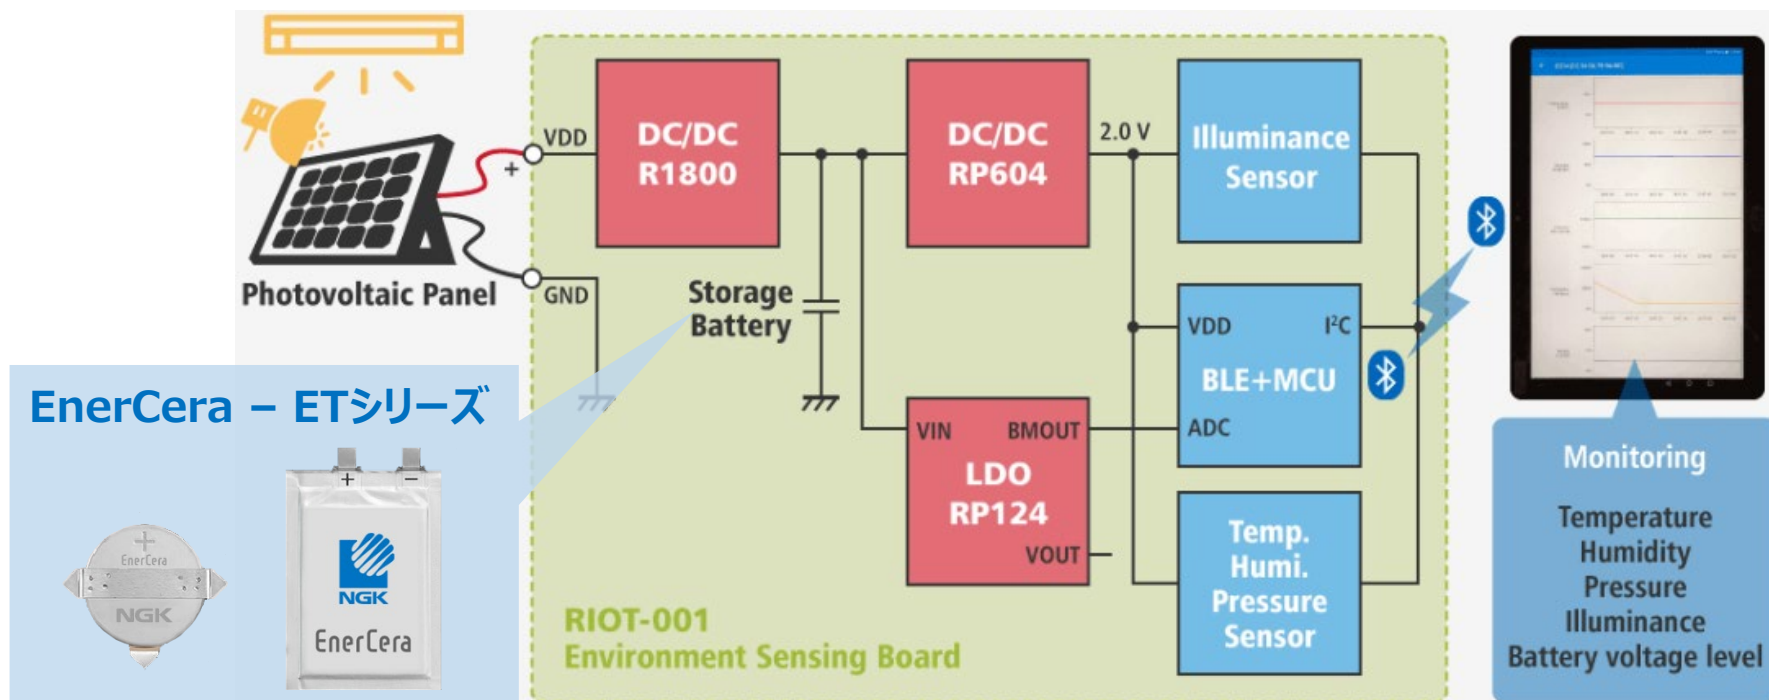 VDD
+
GND
Photovoltaic Panel
DC/DC
R1800
Storage
Battery
DC/DC
RP604
2.0 V
Illuminance
Sensor
VDD
I²C
BLE+MCU
ADC
VIN
BMOUT
LDO
RP124
VOUT
Temp.
Humi.
Pressure
Sensor
RIOT-001
Environment Sensing Board
EnerCera – ETシリーズ
+
EnerCera
NGK
+
−
NGK
EnerCera
Monitoring
Temperature
Humidity
Pressure
Illuminance
Battery voltage level